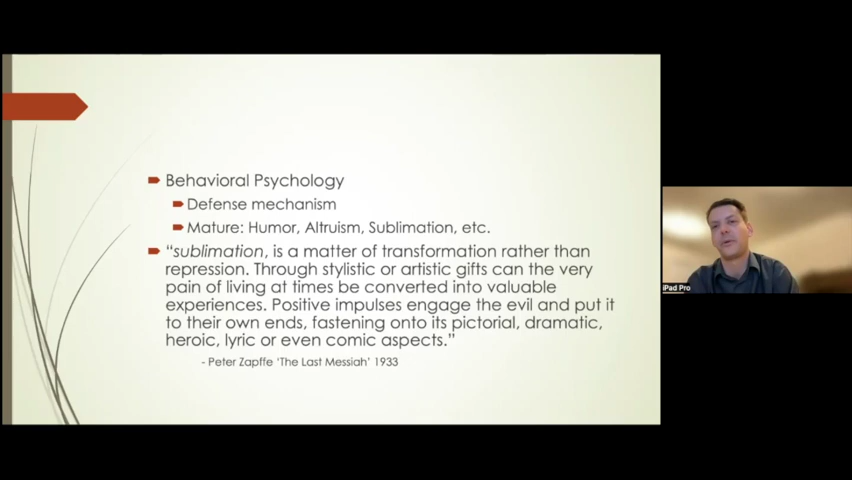 Behavioral Psychology
Defense mechanism
Mature: Humor, Altruism, Sublimation, etc.
“sublimation, is a matter of transformation rather than
repression. Through stylistic or artistic gifts can the very
pain of living at times be converted into valuable
experiences. Positive impulses engage the evil and put it
to their own ends, fastening onto its pictorial, dramatic,
heroic, lyric or even comic aspects.”
- Peter Zapffe ‘The Last Messiah’ 1933
iPad Pro